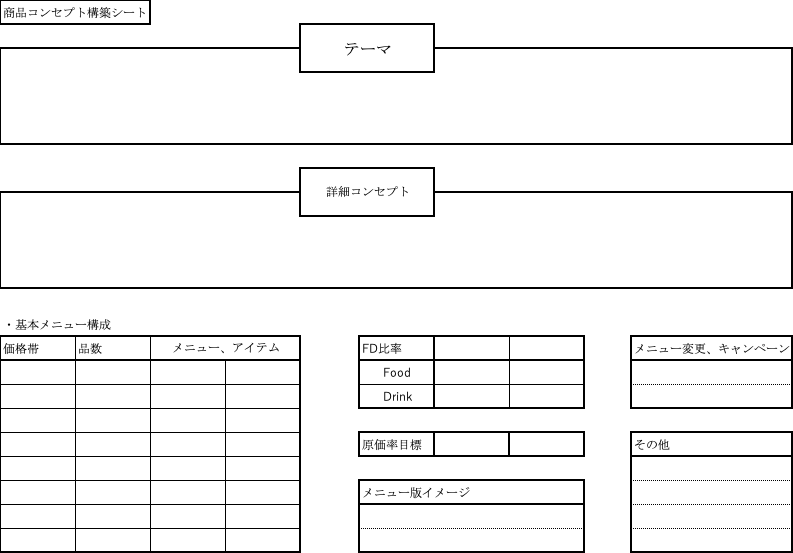 商品コンセプト構築シート
テーマ
詳細コンセプト
・基本メニュー構成
価格帯 品数 メニュー、アイテム
FD比率
Food
Drink
原価率目標
メニュー版イメージ
メニュー変更、キャンペーン
その他